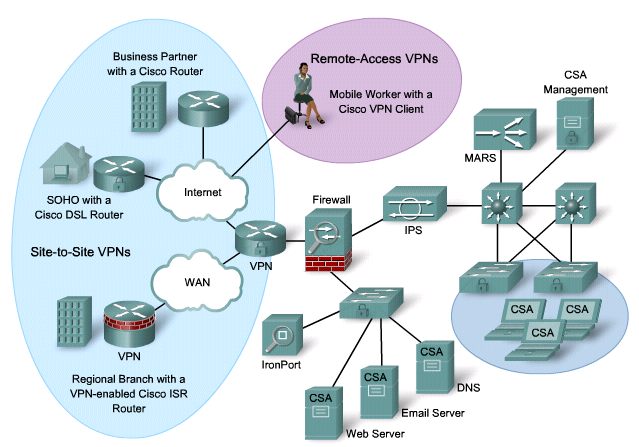 Business Partner
with a Cisco Router
Remote-Access VPNs
Mobile Worker with a
Cisco VPN Client
CSA
Management
MARS
SOHO with a
Cisco DSL Router
Internet
Firewall
IPS
Site-to-Site VPNs
VPN
WAN
VPN
Regional Branch with a
VPN-enabled Cisco ISR
Router
IronPort
CSA
Web Server
CSA
Email Server
CSA
DNS
CSA
CSA
CSA